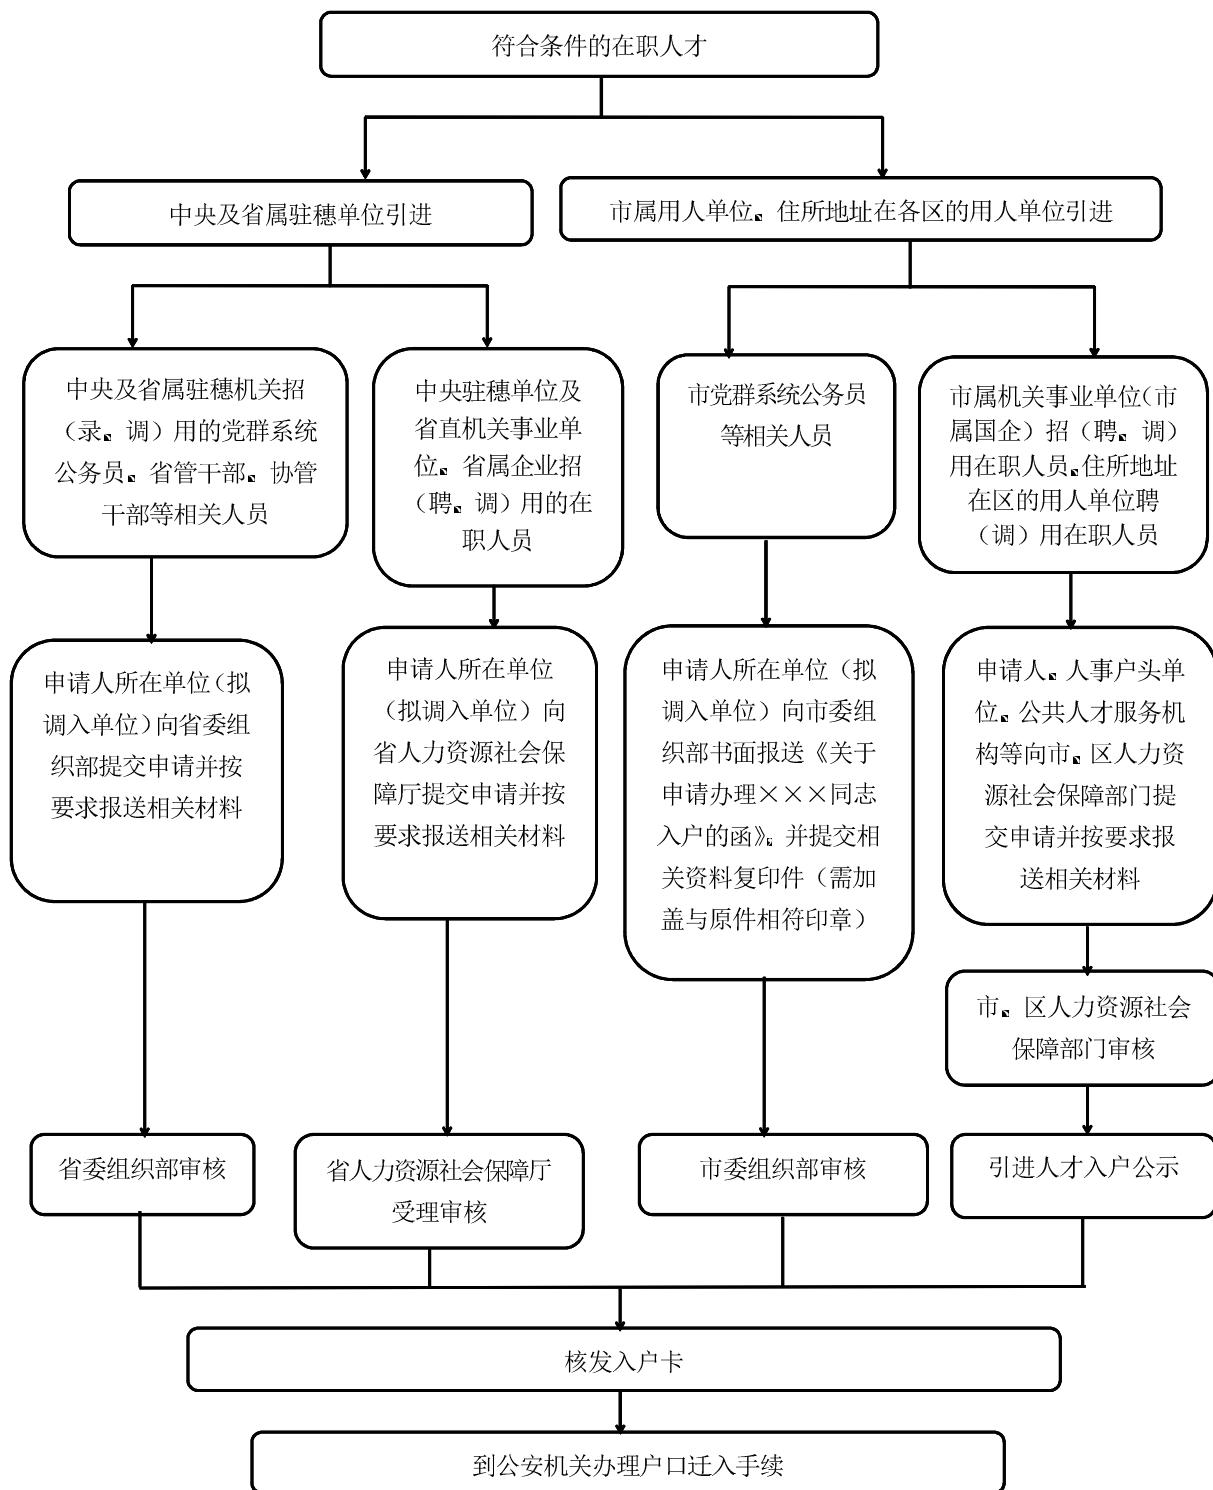 符合条件的在职人才
中央及省属驻穗单位引进
市属用人单位、住所地址在各区的用人单位引进
中央及省属驻穗机关招
（录、调）用的党群系统
公务员、省管干部、协管
干部等相关人员
中央驻穗单位及
省直机关事业单
位、省属企业招
（聘、调）用的在
职人员
市党群系统公务员
等相关人员
市属机关事业单位（市
属国企）招（聘、调）
用在职人员、住所地址
在区的用人单位聘
（调）用在职人员
申请人所在单位（拟
调入单位）向省委组
织部提交申请并按
要求报送相关材料
申请人所在单位
（拟调入单位）向
省人力资源社会保
障厅提交申请并按
要求报送相关材料
申请人所在单位（拟
调入单位）向市委组
织部书面报送《关于
申请办理×××同志
入户的函》，并提交相
关资料复印件（需加
盖与原件相符印章）
申请人、人事户头单
位、公共人才服务机
构等向市、区人力资
源社会保障部门提
交申请并按要求报
送相关材料
市、区人力资源社会
保障部门审核
省委组织部审核
省人力资源社会保障厅
受理审核
市委组织部审核
引进人才入户公示
核发入户卡
到公安机关办理户口迁入手续